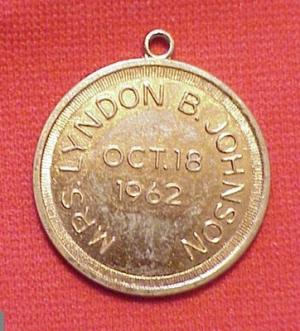 MRS LYNDON B. JOHNSON
OCT.18
1962